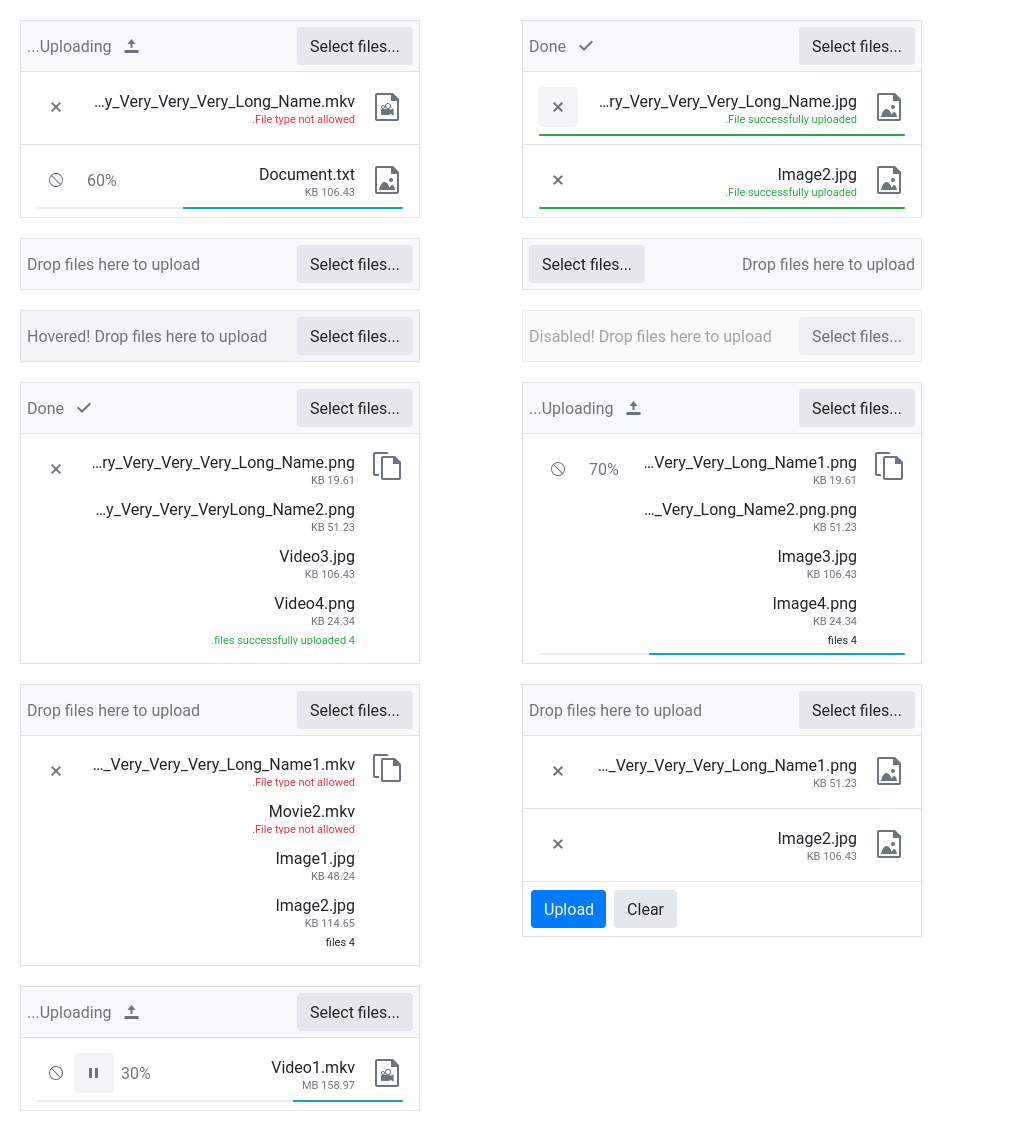 ...Uploading
Select files...
...y_Very_Very_Very_Long_Name.mkv
.File type not allowed
60%
Document.txt
KB 106.43
Done
Select files...
...ry_Very_Very_Very_Long_Name.jpg
.File successfully uploaded
Image2.jpg
.File successfully uploaded
Drop files here to upload
Select files...
Select files...
Drop files here to upload
Hovered! Drop files here to upload
Select files...
Disabled! Drop files here to upload
Select files...
Done
Select files...
...ry_Very_Very_Very_Long_Name.png
KB 19.61
...y_Very_Very_VeryLong_Name2.png
KB 51.23
Video3.jpg
KB 106.43
Video4.png
KB 24.34
.files successfully uploaded 4
...Uploading
Select files...
70%
...Very_Very_Long_Name1.png
KB 19.61
..._Very_Long_Name2.png.png
KB 51.23
Image3.jpg
KB 106.43
Image4.png
KB 24.34
files 4
Drop files here to upload
Select files...
..._Very_Very_Very_Long_Name1.mkv
.File type not allowed
Movie2.mkv
.File type not allowed
Image1.jpg
KB 48.24
Image2.jpg
KB 114.65
files 4
Drop files here to upload
Select files...
..._Very_Very_Very_Long_Name1.png
KB 51.23
Image2.jpg
KB 106.43
Upload
Clear
...Uploading
Select files...
30%
Video1.mkv
MB 158.97